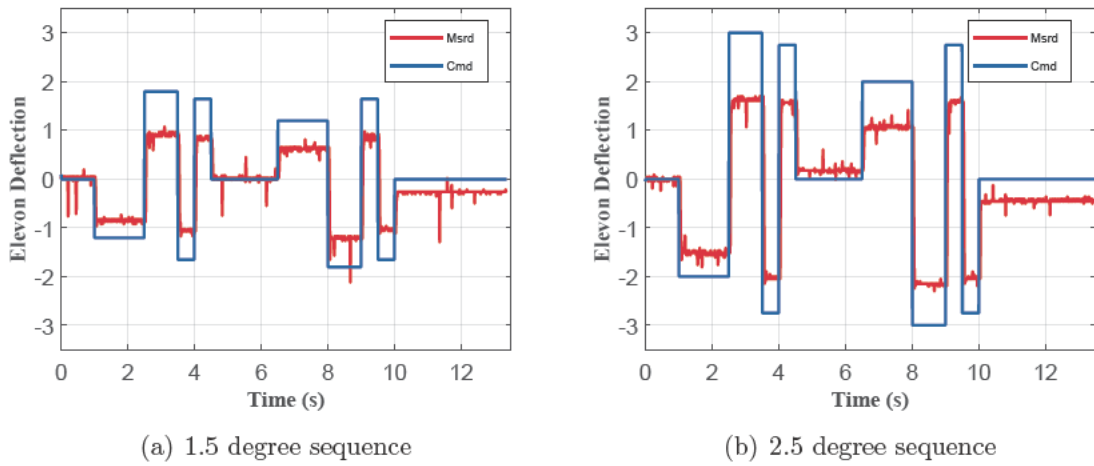 3
2
1
0
-1
-2
-3
Elevon Deflection
Msrd
Cmd
0 2 4 6 8 10 12
Time (s)
(a) 1.5 degree sequence
3
2
1
0
-1
-2
-3
Elevon Deflection
Msrd
Cmd
0 2 4 6 8 10 12
Time (s)
(b) 2.5 degree sequence